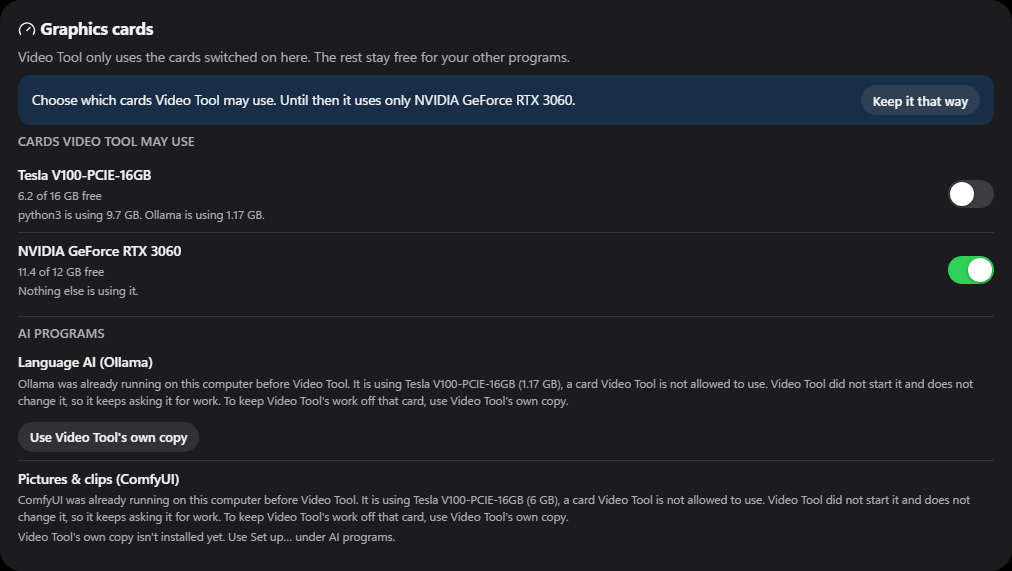 Graphics cards
Video Tool only uses the cards switched on here. The rest stay free for your other programs.
Choose which cards Video Tool may use. Until then it uses only NVIDIA GeForce RTX 3060.
Keep it that way
CARDS VIDEO TOOL MAY USE
Tesla V100-PCIE-16GB
6.2 of 16 GB free
python3 is using 9.7 GB. Ollama is using 1.17 GB.
NVIDIA GeForce RTX 3060
11.4 of 12 GB free
Nothing else is using it.
AI PROGRAMS
Language AI (Ollama)
Ollama was already running on this computer before Video Tool. It is using Tesla V100-PCIE-16GB (1.17 GB), a card Video Tool is not allowed to use. Video Tool did not start it and does not
change it, so it keeps asking it for work. To keep Video Tool's work off that card, use Video Tool's own copy.
Use Video Tool's own copy
Pictures & clips (ComfyUI)
ComfyUI was already running on this computer before Video Tool. It is using Tesla V100-PCIE-16GB (6 GB), a card Video Tool is not allowed to use. Video Tool did not start it and does not
change it, so it keeps asking it for work. To keep Video Tool's work off that card, use Video Tool's own copy.
Video Tool's own copy isn't installed yet. Use Set up... under AI programs.